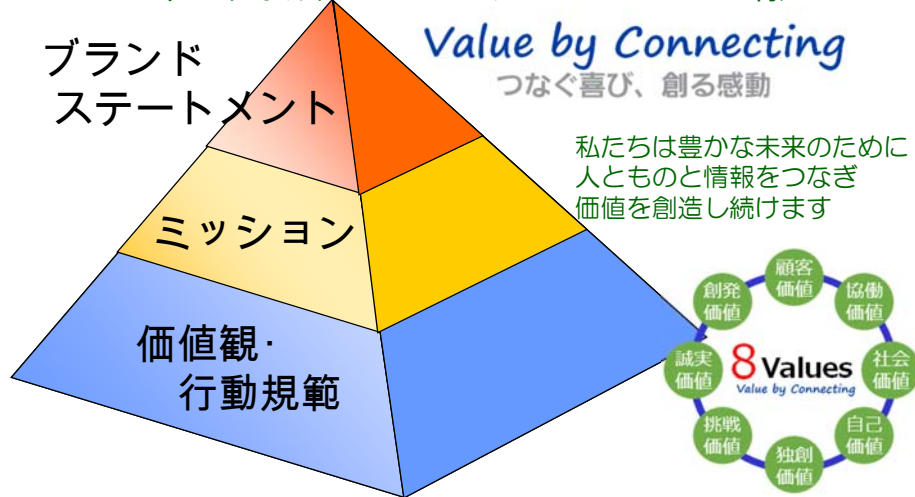 Value by Connecting
つなぐ喜び、創る感動
ブランド
ステートメント
私たちは豊かな未来のために
人とものと情報をつなぎ
価値を創造し続けます
ミッション
価値観・
行動規範
顧客
価値
協働
価値
社会
価値
自己
価値
独創
価値
挑戦
価値
誠実
価値
創発
価値
8 Values
Value by Connecting